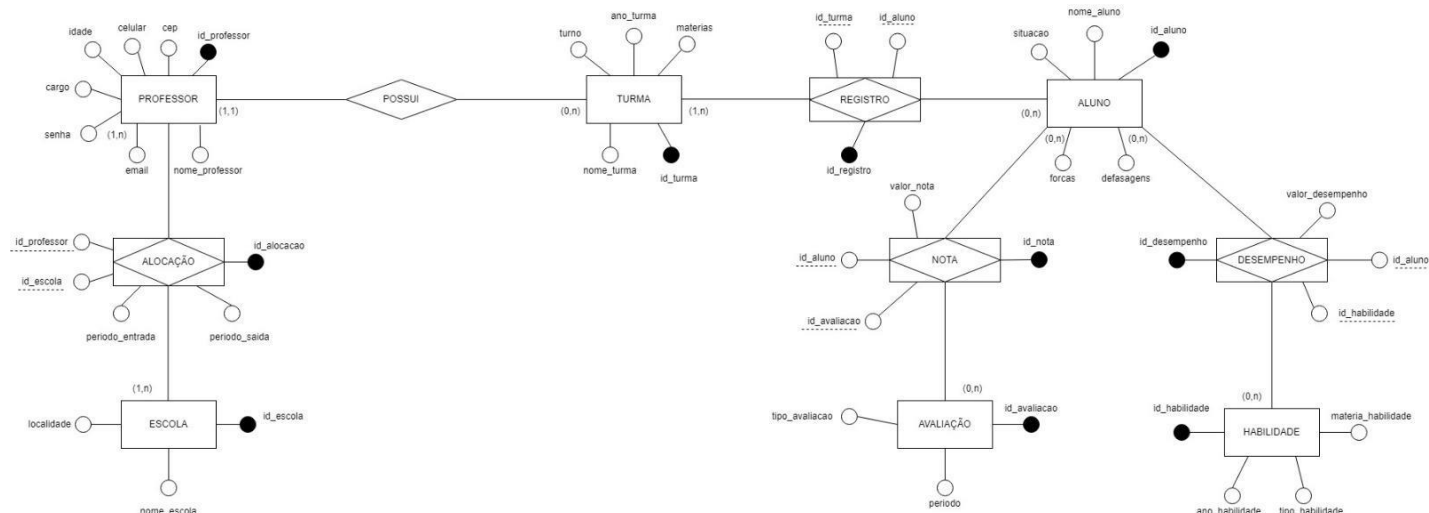 idade
celular
cep
id_professor
cargo
PROFESSOR
(1,1)
senha
(1,n)
email
nome_professor
POSSUI
turno
ano_turma
materias
TURMA
(0,n)
(1,n)
nome_turma
id_turma
id_turma
id_aluno
REGISTRO
id_registro
situacao
nome_aluno
id_aluno
ALUNO
(0,n)
(0,n)
(0,n)
forcas
defasagens
id_professor
id_escola
ALOCAÇÃO
id_alocacao
periodo_entrada
periodo_saida
(1,n)
localidade
ESCOLA
id_escola
nome_escola
valor_nota
id_aluno
NOTA
id_nota
id_avaliacao
(0,n)
tipo_avaliacao
AVALIAÇÃO
id_avaliacao
periodo
valor_desempenho
id_desempenho
DESEMPENHO
id_aluno
id_habilidade
(0,n)
id_habilidade
HABILIDADE
materia_habilidade
ano_habilidade
tipo_habilidade